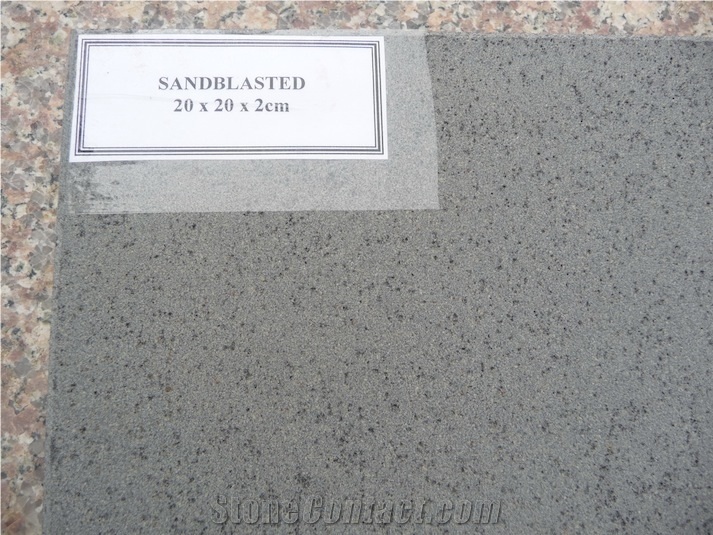 SANDBLASTED
20 x 20 x 2cm
StoneContact.com